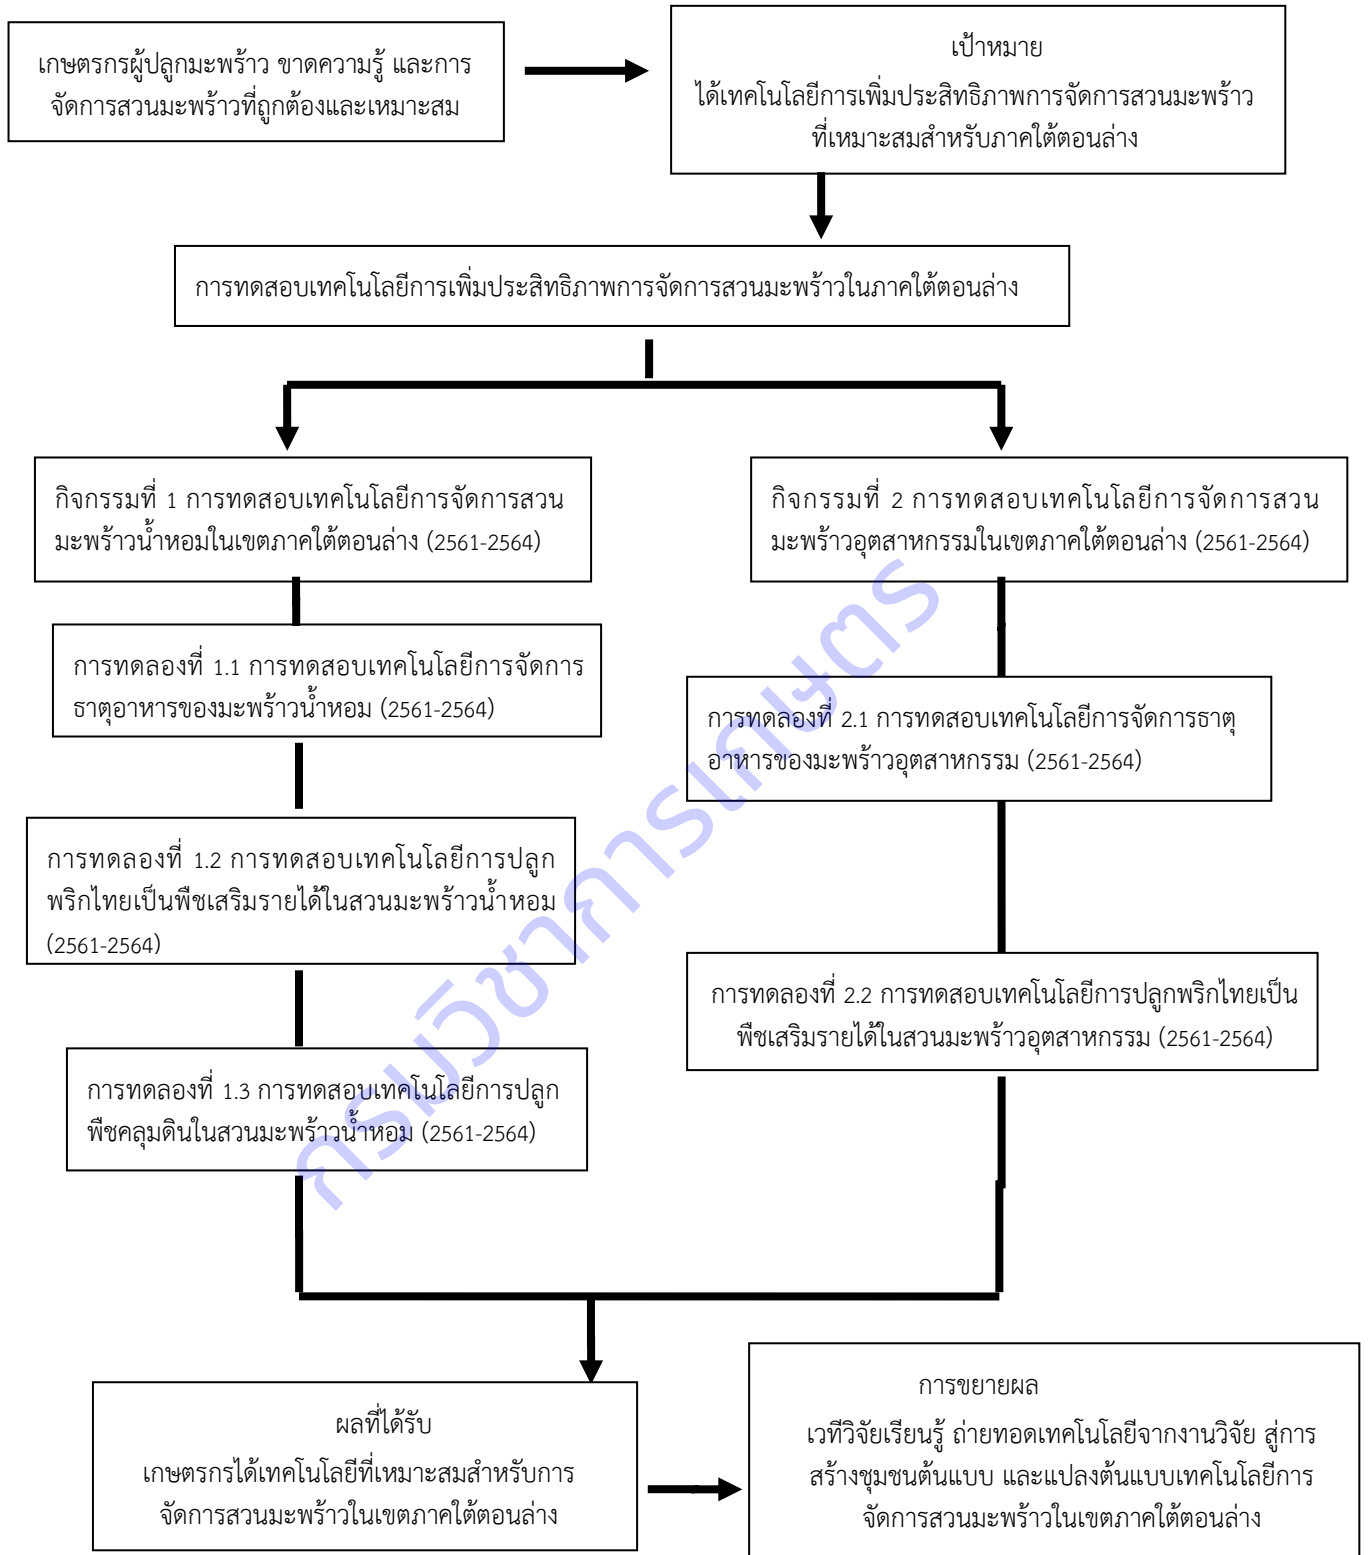 เกษตรกรผู้ปลูกมะพร้าว ขาดความรู้ และการ
จัดการสวนมะพร้าวที่ถูกต้องและเหมาะสม
เป้าหมาย
ได้เทคโนโลยีการเพิ่มประสิทธิภาพการจัดการสวนมะพร้าว
ที่เหมาะสมสำหรับภาคใต้ตอนล่าง
การทดสอบเทคโนโลยีการเพิ่มประสิทธิภาพการจัดการสวนมะพร้าวในภาคใต้ตอนล่าง
กิจกรรมที่ 1 การทดสอบเทคโนโลยีการจัดการสวน
มะพร้าวน้ำหอมในเขตภาคใต้ตอนล่าง (2561-2564)
กิจกรรมที่ 2 การทดสอบเทคโนโลยีการจัดการสวน
มะพร้าวอุตสาหกรรมในเขตภาคใต้ตอนล่าง (2561-2564)
การทดลองที่ 1.1 การทดสอบเทคโนโลยีการจัดการ
ธาตุอาหารของมะพร้าวน้ำหอม (2561-2564)
การทดลองที่ 2.1 การทดสอบเทคโนโลยีการจัดการธาตุ
อาหารของมะพร้าวอุตสาหกรรม (2561-2564)
การทดลองที่ 1.2 การทดสอบเทคโนโลยีการปลูก
พริกไทยเป็นพืชเสริมรายได้ในสวนมะพร้าวน้ำหอม
(2561-2564)
การทดลองที่ 2.2 การทดสอบเทคโนโลยีการปลูกพริกไทยเป็น
พืชเสริมรายได้ในสวนมะพร้าวอุตสาหกรรม (2561-2564)
การทดลองที่ 1.3 การทดสอบเทคโนโลยีการปลูก
พืชคลุมดินในสวนมะพร้าวน้ำหอม (2561-2564)
ผลที่ได้รับ
เกษตรกรได้เทคโนโลยีที่เหมาะสมสำหรับการ
จัดการสวนมะพร้าวในเขตภาคใต้ตอนล่าง
การขยายผล
เวทีวิจัยเรียนรู้ ถ่ายทอดเทคโนโลยีจากงานวิจัย สู่การ
สร้างชุมชนต้นแบบ และแปลงต้นแบบเทคโนโลยีการ
จัดการสวนมะพร้าวในเขตภาคใต้ตอนล่าง
กรมวิชาการเกษตร